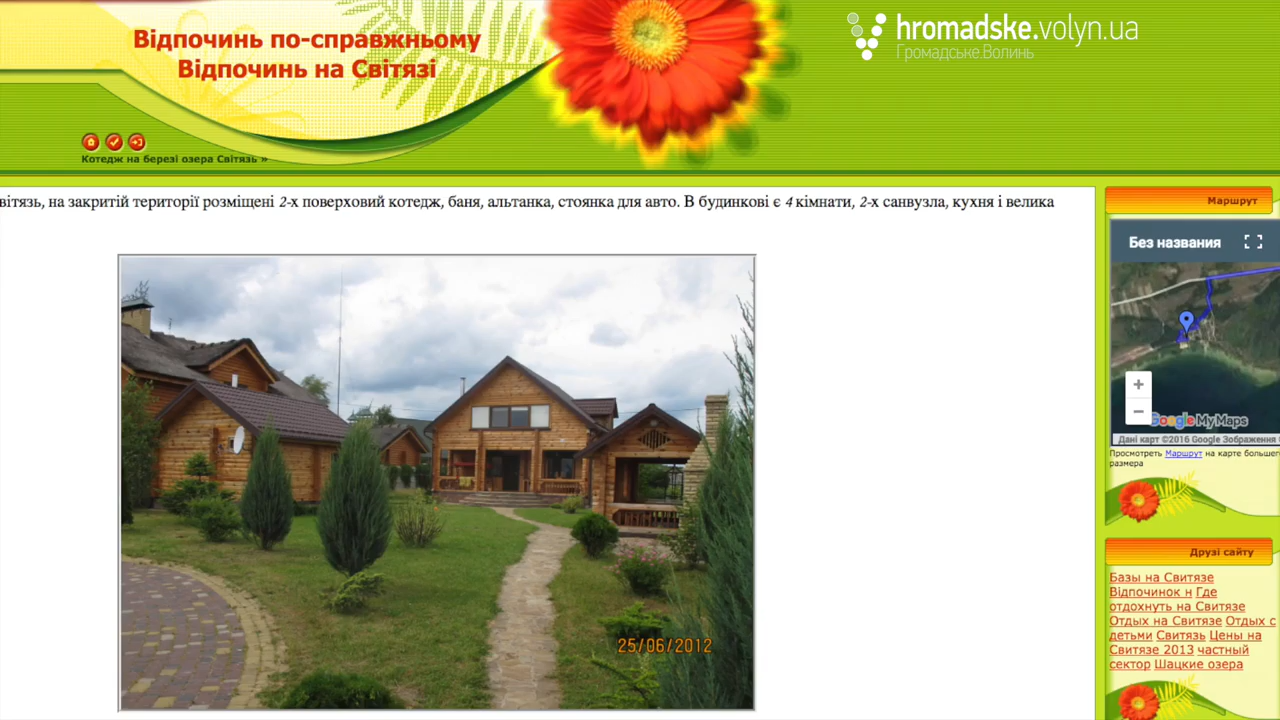 Відпочинь по-справжньому
Відпочинь на Світязі
hromadske.volyn.ua
Громадське.Волинь
Котедж на березі озера Світязь »
вітязь, на закритій території розміщені 2-х поверховий котедж, баня, альтанка, стоянка для авто. В будинкові є 4 кімнати, 2-х санвузла, кухня і велика
25/06/2012
Маршрут
Без названия
+
−
Google My Maps
Дані карт ©2016 Google Зображення ©
Просмотреть Маршрут на карте большего
размера
Друзі сайту
Базы на Свитязе
Відпочинок н Где
отдохнуть на Свитязе
Отдых на Свитязе Отдых с
детьми Свитязь Цены на
Свитязе 2013 частный
сектор Шацкие озера